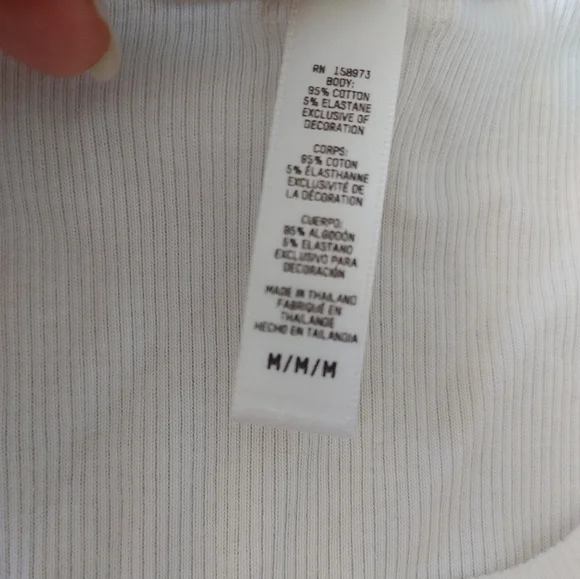 RN 158973
BODY:
95% COTTON
5% ELASTANE
EXCLUSIVE OF
DECORATION
CORPS:
95% COTON
5% ÉLASTHANNE
EXCLUSIVITÉ DE
LA DÉCORATION
CUERPO:
95% ALGODÓN
5% ELASTANO
EXCLUSIVO PARA
DECORACIÓN
MADE IN THAILAND
FABRIQUÉ EN
THAILANDE
HECHO EN TAILANDIA
M/M/M